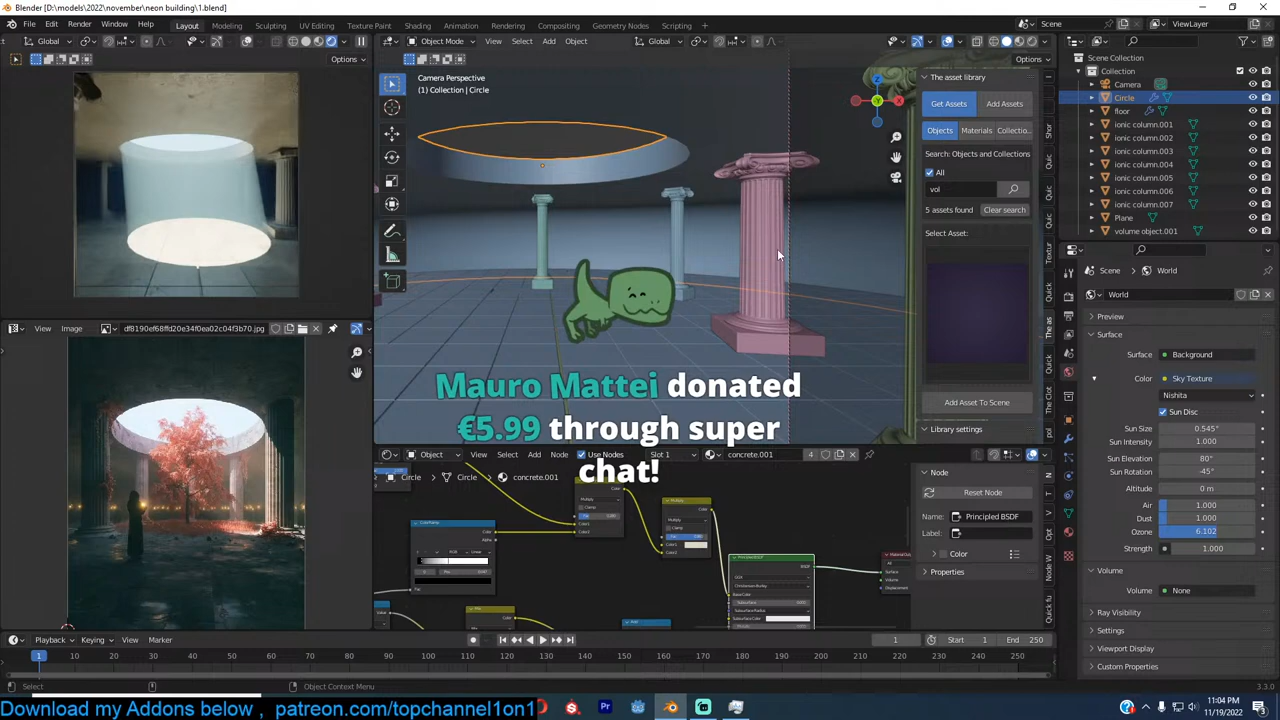 Blender [D:\models\2022\november\neon building\1.blend]
File Edit Render Window Help
Layout Modeling Sculpting UV Editing Texture Paint Shading Animation Rendering Compositing Geometry Nodes Scripting
Scene
ViewLayer
Global
Options
Object Mode View Select Add Object
Global
Options
Camera Perspective
(1) Collection | Circle
The asset library
Get Assets Add Assets
Objects Materials Collectio...
Search: Objects and Collections
All
vol
5 assets found Clear search
Select Asset:
Add Asset To Scene
Library settings
Scene Collection
Collection
Camera
Circle
floor
ionic column.001
ionic column.002
ionic column.003
ionic column.004
ionic column.005
ionic column.006
ionic column.007
Plane
volume object.001
Scene World
World
Preview
Surface
Surface Background
Color Sky Texture
Nishita
Sun Disc
Sun Size 0.545°
Sun Intensity 1.000
Sun Elevation 80°
Sun Rotation -45°
Altitude 0 m
Air 1.000
Dust 1.000
Ozone 6.102
Strength 1.000
Volume
Volume None
Ray Visibility
Settings
Viewport Display
Custom Properties
View Image df8190ef68ffd20e34f0ea02c04f3b70.jpg
Mauro Mattei donated
€5.99 through super
chat!
Object View Select Add Node Use Nodes Slot 1 concrete.001 4
Circle Circle concrete.001
Node
Reset Node
Name: Principled BSDF
Label:
Color
Properties
Playback Keying View Marker
1 Start 1 End 250
1 10 20 30 40 50 60 70 80 90 100 110 120 130 140 150 160 170 180 190 200 210 220 230 240 250
Select
Object Context Menu
3.3.0
Download my Addons below , patreon.com/topchannel1on1
11:04 PM
11/19/2022